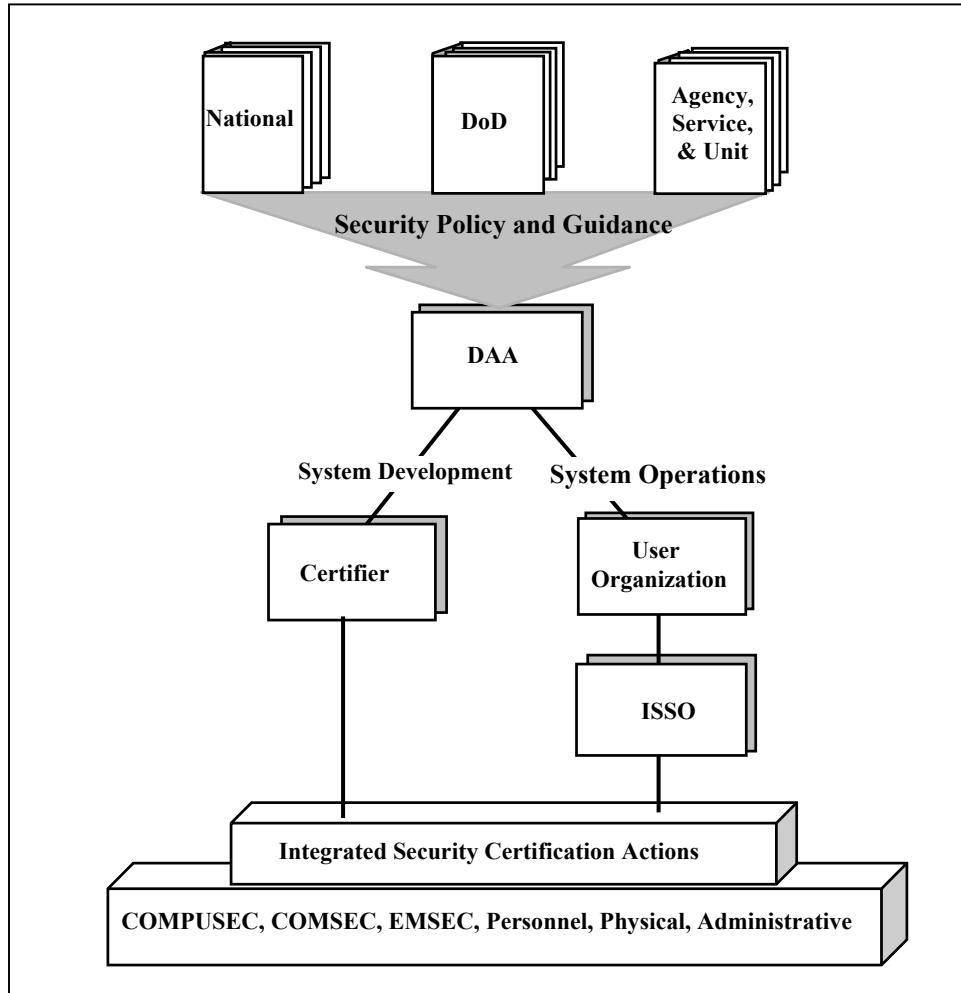 National
DoD
Agency,
Service,
& Unit
Security Policy and Guidance
DAA
System Development
System Operations
Certifier
User
Organization
ISSO
Integrated Security Certification Actions
COMPUSEC, COMSEC, EMSEC, Personnel, Physical, Administrative